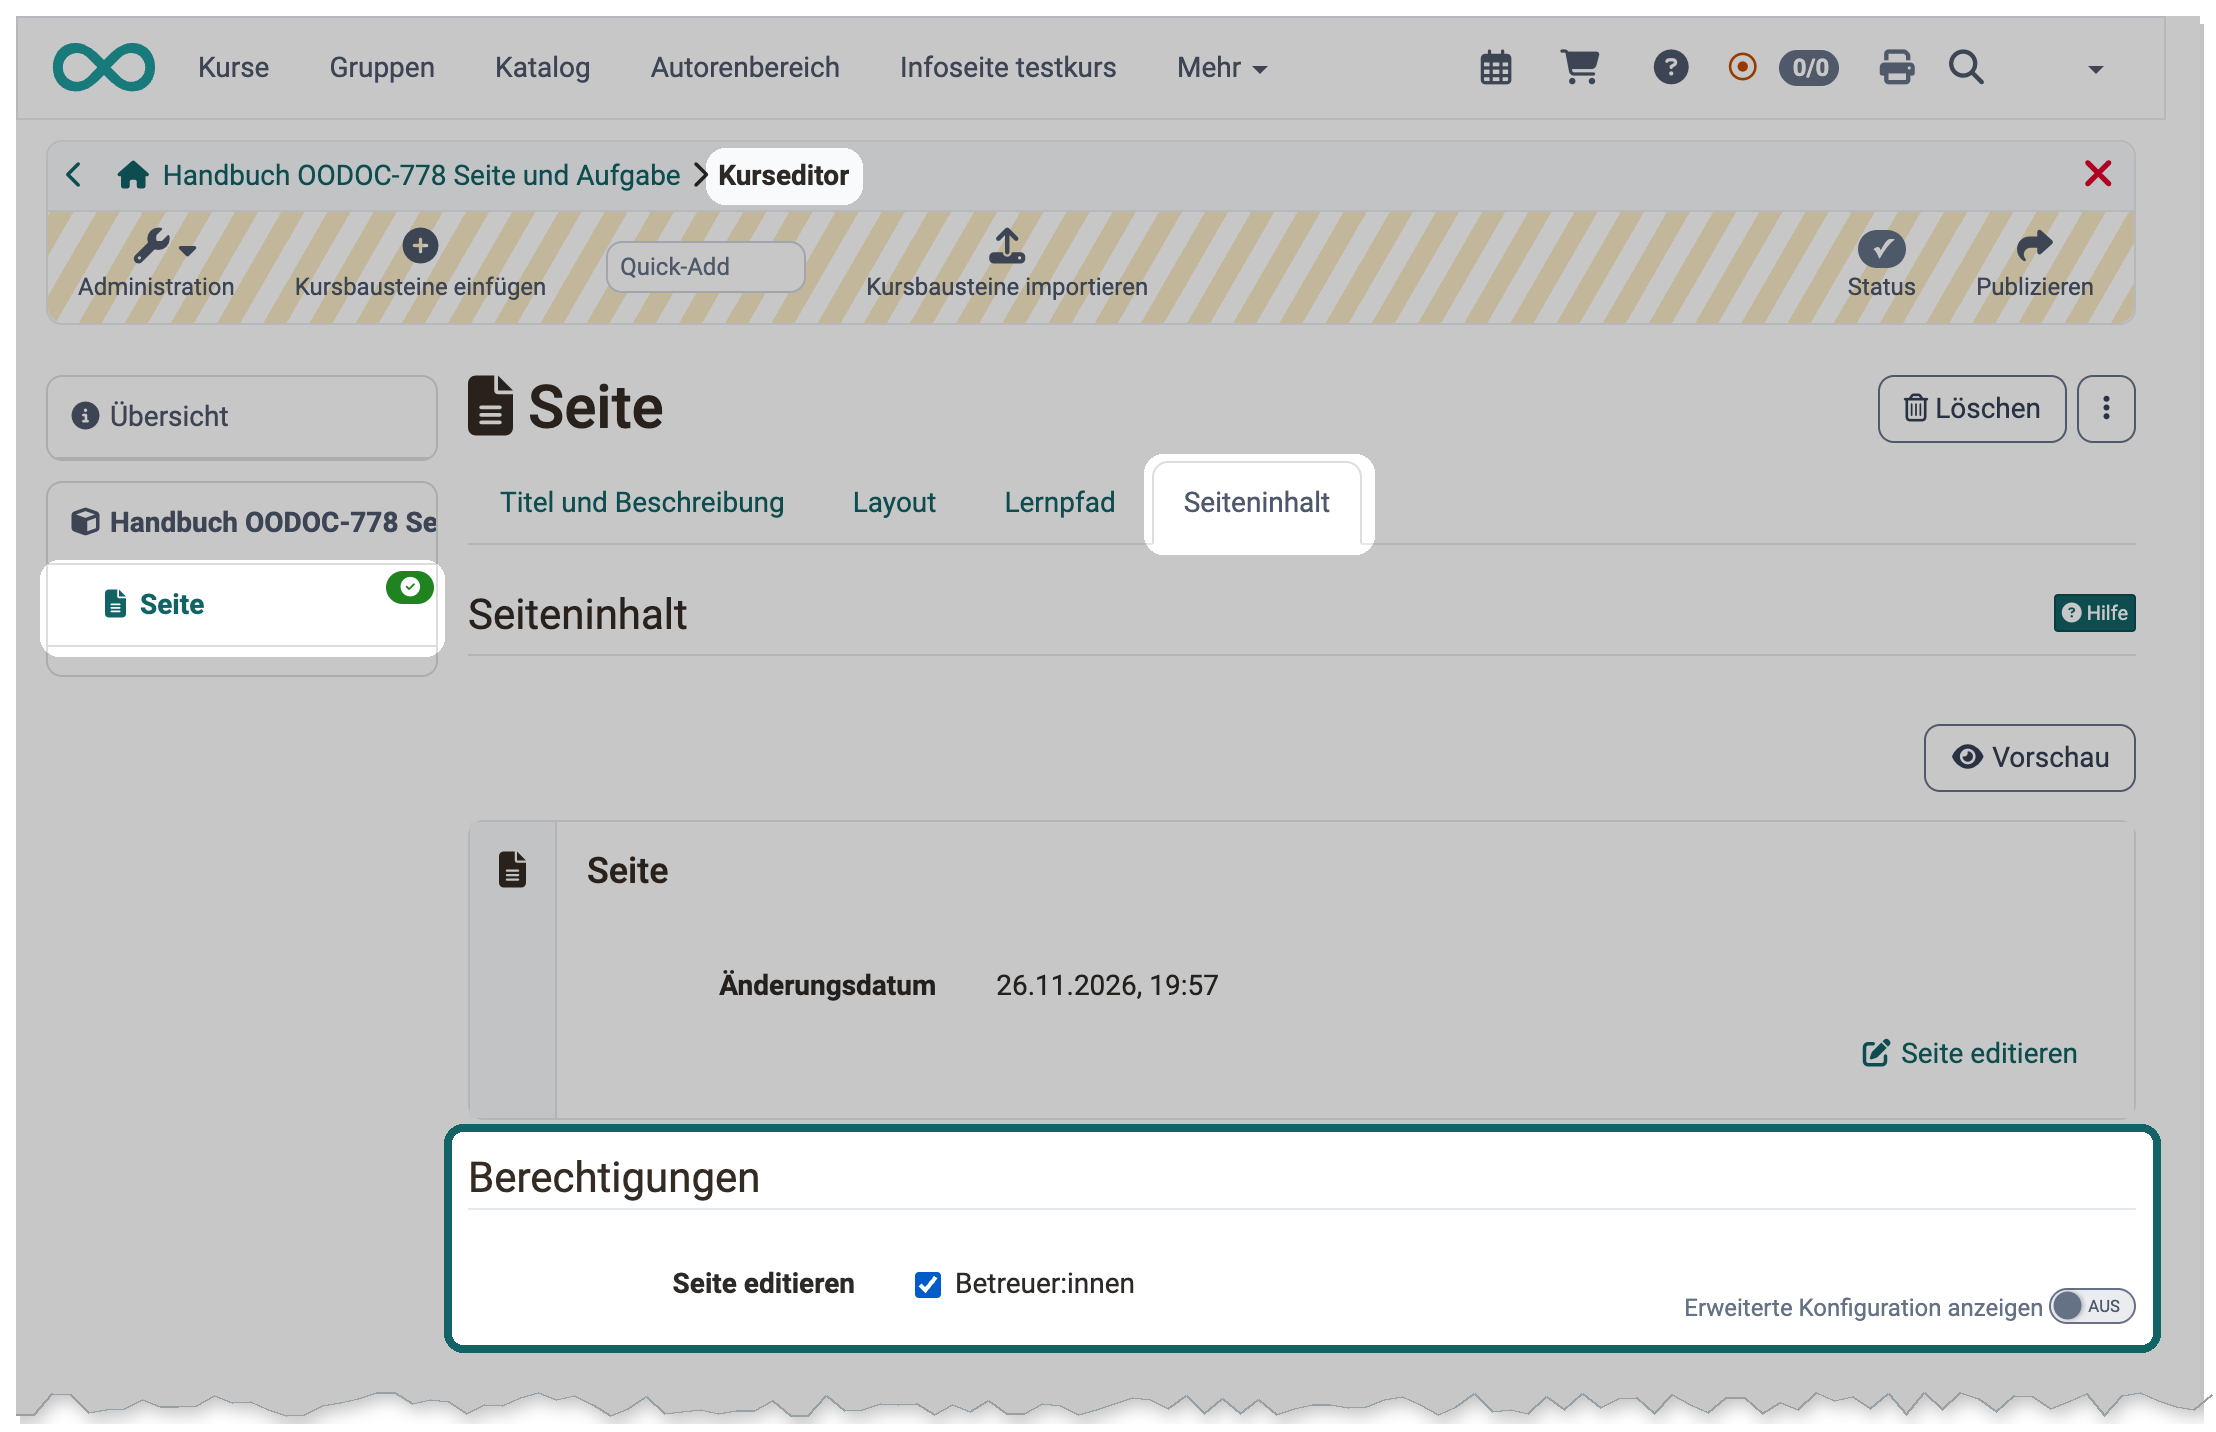 Kurse Gruppen Katalog Autorenbereich Infoseite testkurs Mehr 0/0
Handbuch OODOC-778 Seite und Aufgabe Kurseditor
Administration Kursbausteine einfügen Quick-Add Kursbausteine importieren Status Publizieren
Übersicht
Handbuch OODOC-778 Se
Seite
Seite
Löschen
Titel und Beschreibung Layout Lernpfad Seiteninhalt
Seiteninhalt
Hilfe
Vorschau
Seite
Änderungsdatum 26.11.2026, 19:57
Seite editieren
Berechtigungen
Seite editieren Betreuer:innen
Erweiterte Konfiguration anzeigen AUS